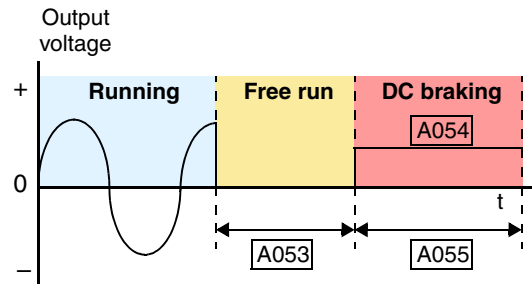 Output
voltage
+
Running
Free run
DC braking
A054
0
t
A053
A055
–